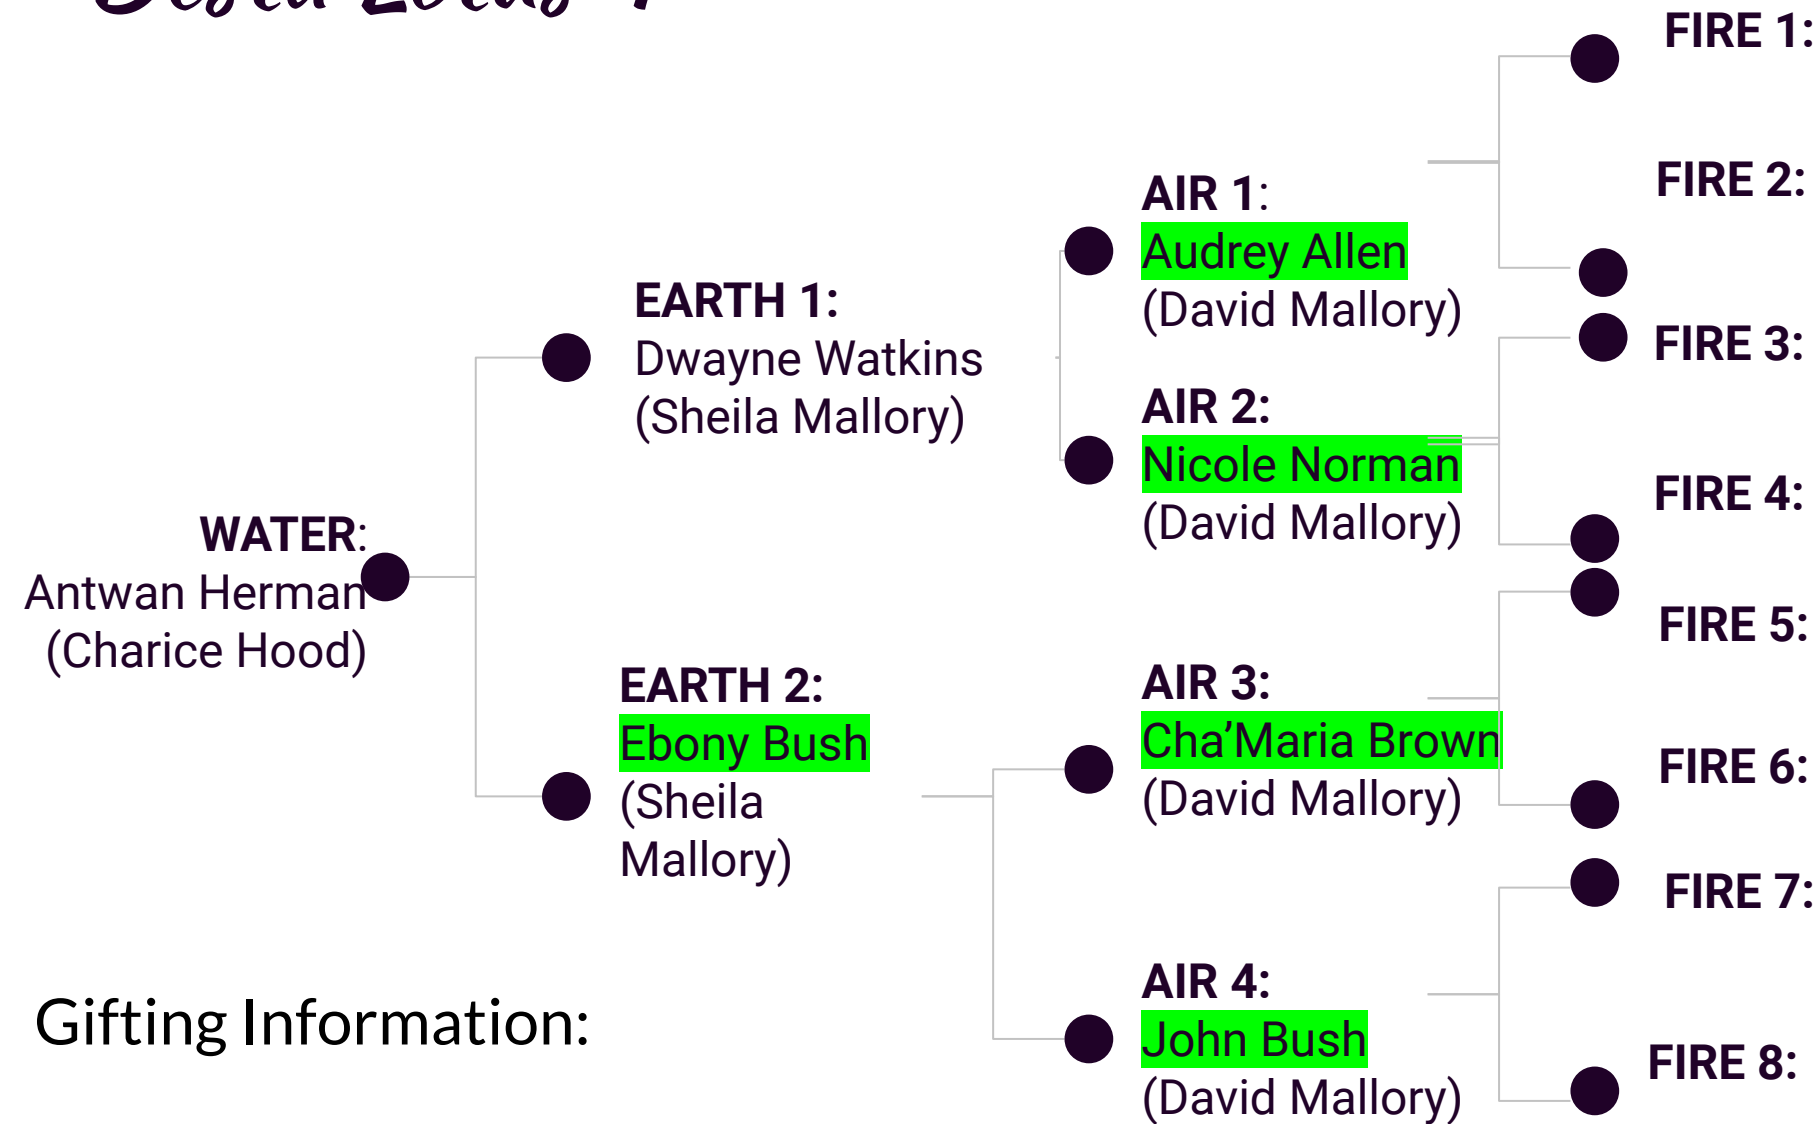 FIRE 1:
FIRE 2:
AIR 1:
Audrey Allen
(David Mallory)
EARTH 1:
Dwayne Watkins
(Sheila Mallory)
FIRE 3:
AIR 2:
Nicole Norman
(David Mallory)
FIRE 4:
WATER:
Antwan Herman
(Charice Hood)
FIRE 5:
EARTH 2:
Ebony Bush
(Sheila
Mallory)
AIR 3:
Cha’Maria Brown
(David Mallory)
FIRE 6:
FIRE 7:
AIR 4:
John Bush
(David Mallory)
FIRE 8:
Gifting Information: